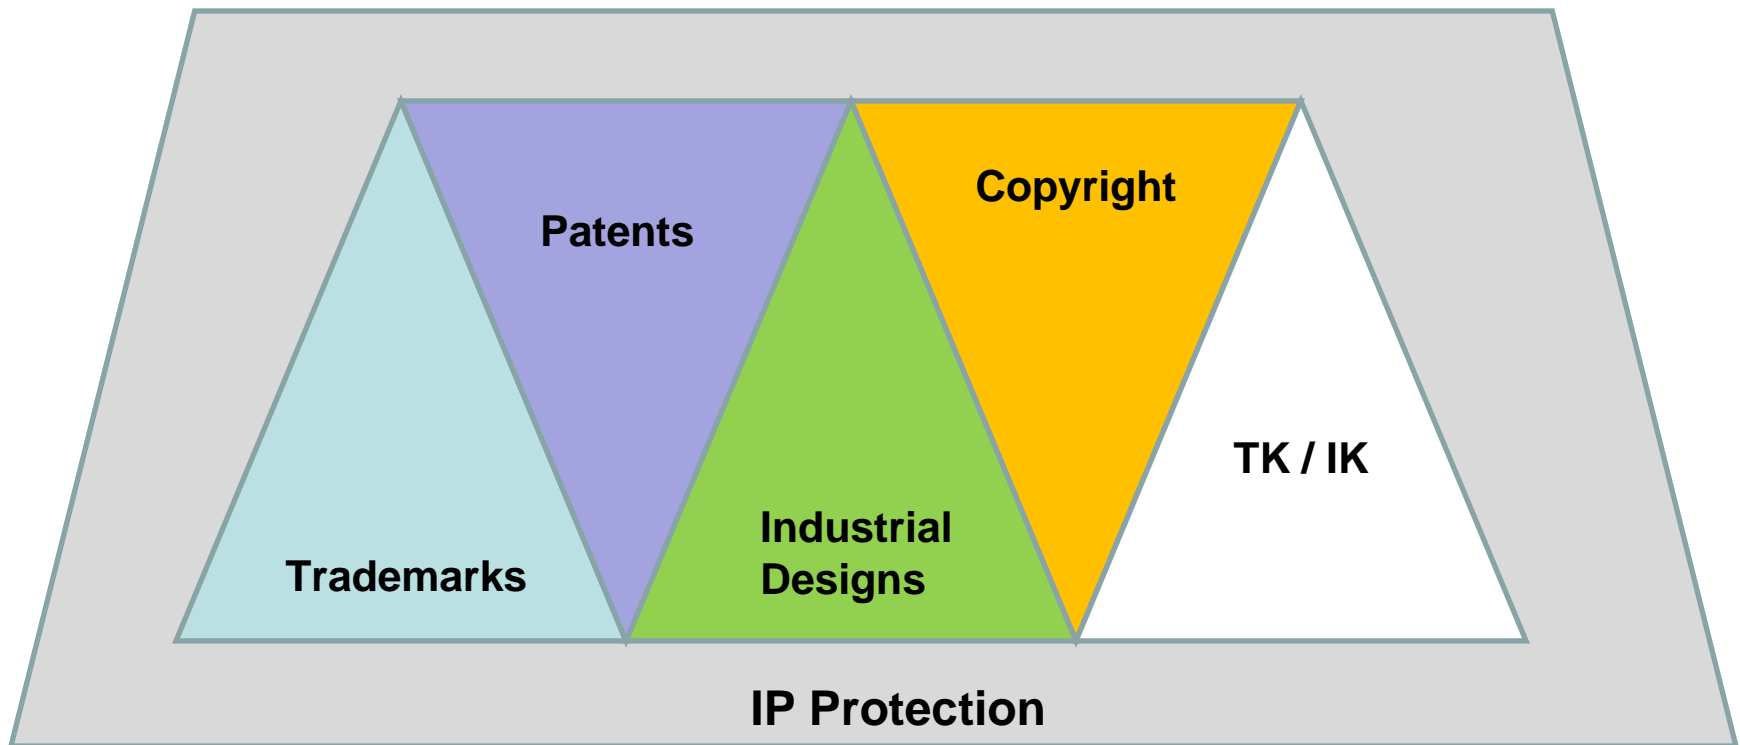 Copyright
Patents
TK / IK
Industrial
Designs
Trademarks
IP Protection